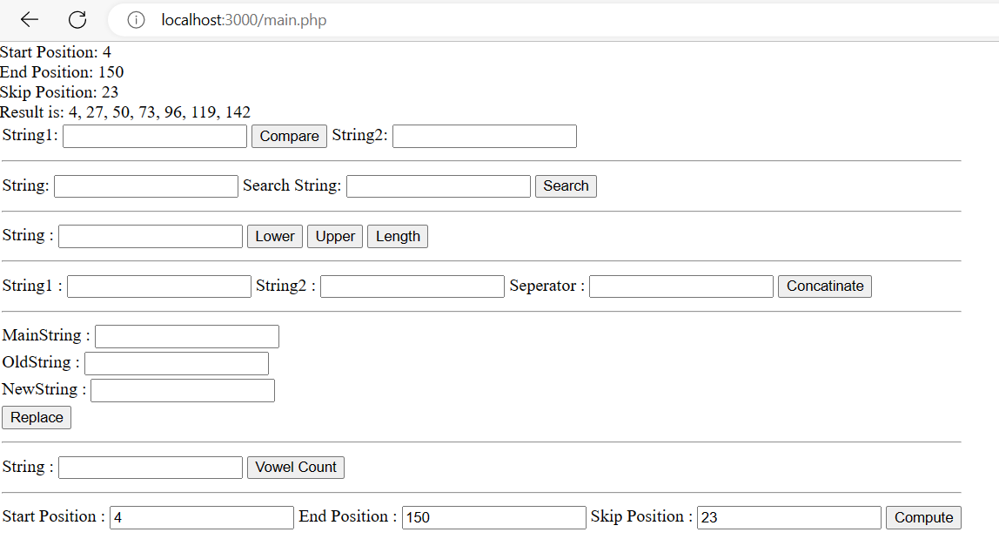 localhost:3000/main.php
Start Position: 4
End Position: 150
Skip Position: 23
Result is: 4, 27, 50, 73, 96, 119, 142
String1: Compare String2:
String: Search String: Search
String : Lower Upper Length
String1 : String2 : Seperator : Concatinate
MainString :
OldString :
NewString :
Replace
String : Vowel Count
Start Position : 4 End Position : 150 Skip Position : 23 Compute